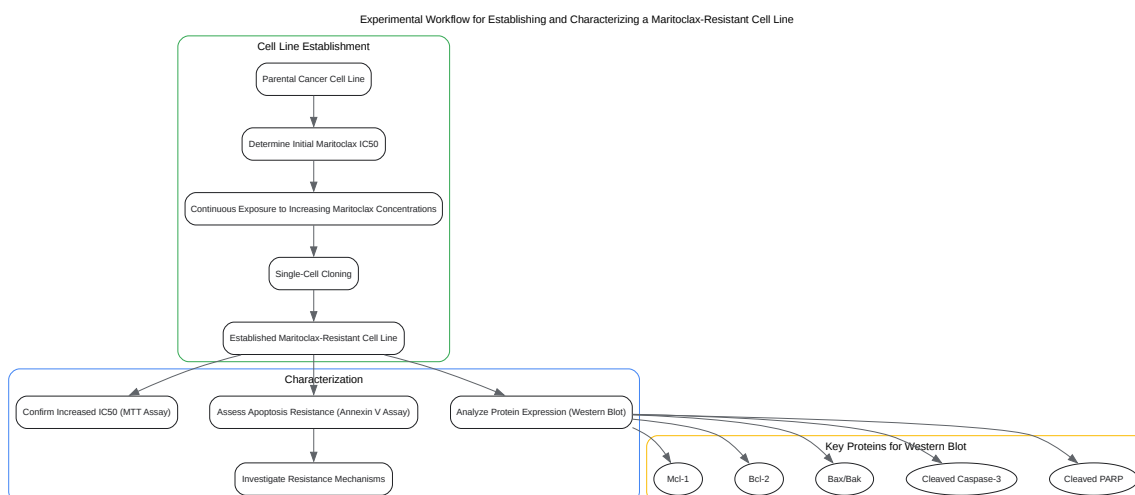 Experimental Workflow for Establishing and Characterizing a Maritoclax-Resistant Cell Line
Cell Line Establishment
Parental Cancer Cell Line
Determine Initial Maritoclax IC50
Continuous Exposure to Increasing Maritoclax Concentrations
Single-Cell Cloning
Established Maritoclax-Resistant Cell Line
Characterization
Confirm Increased IC50 (MTT Assay)
Assess Apoptosis Resistance (Annexin V Assay)
Analyze Protein Expression (Western Blot)
Investigate Resistance Mechanisms
Key Proteins for Western Blot
Mcl-1
Bcl-2
Bax/Bak
Cleaved Caspase-3
Cleaved PARP